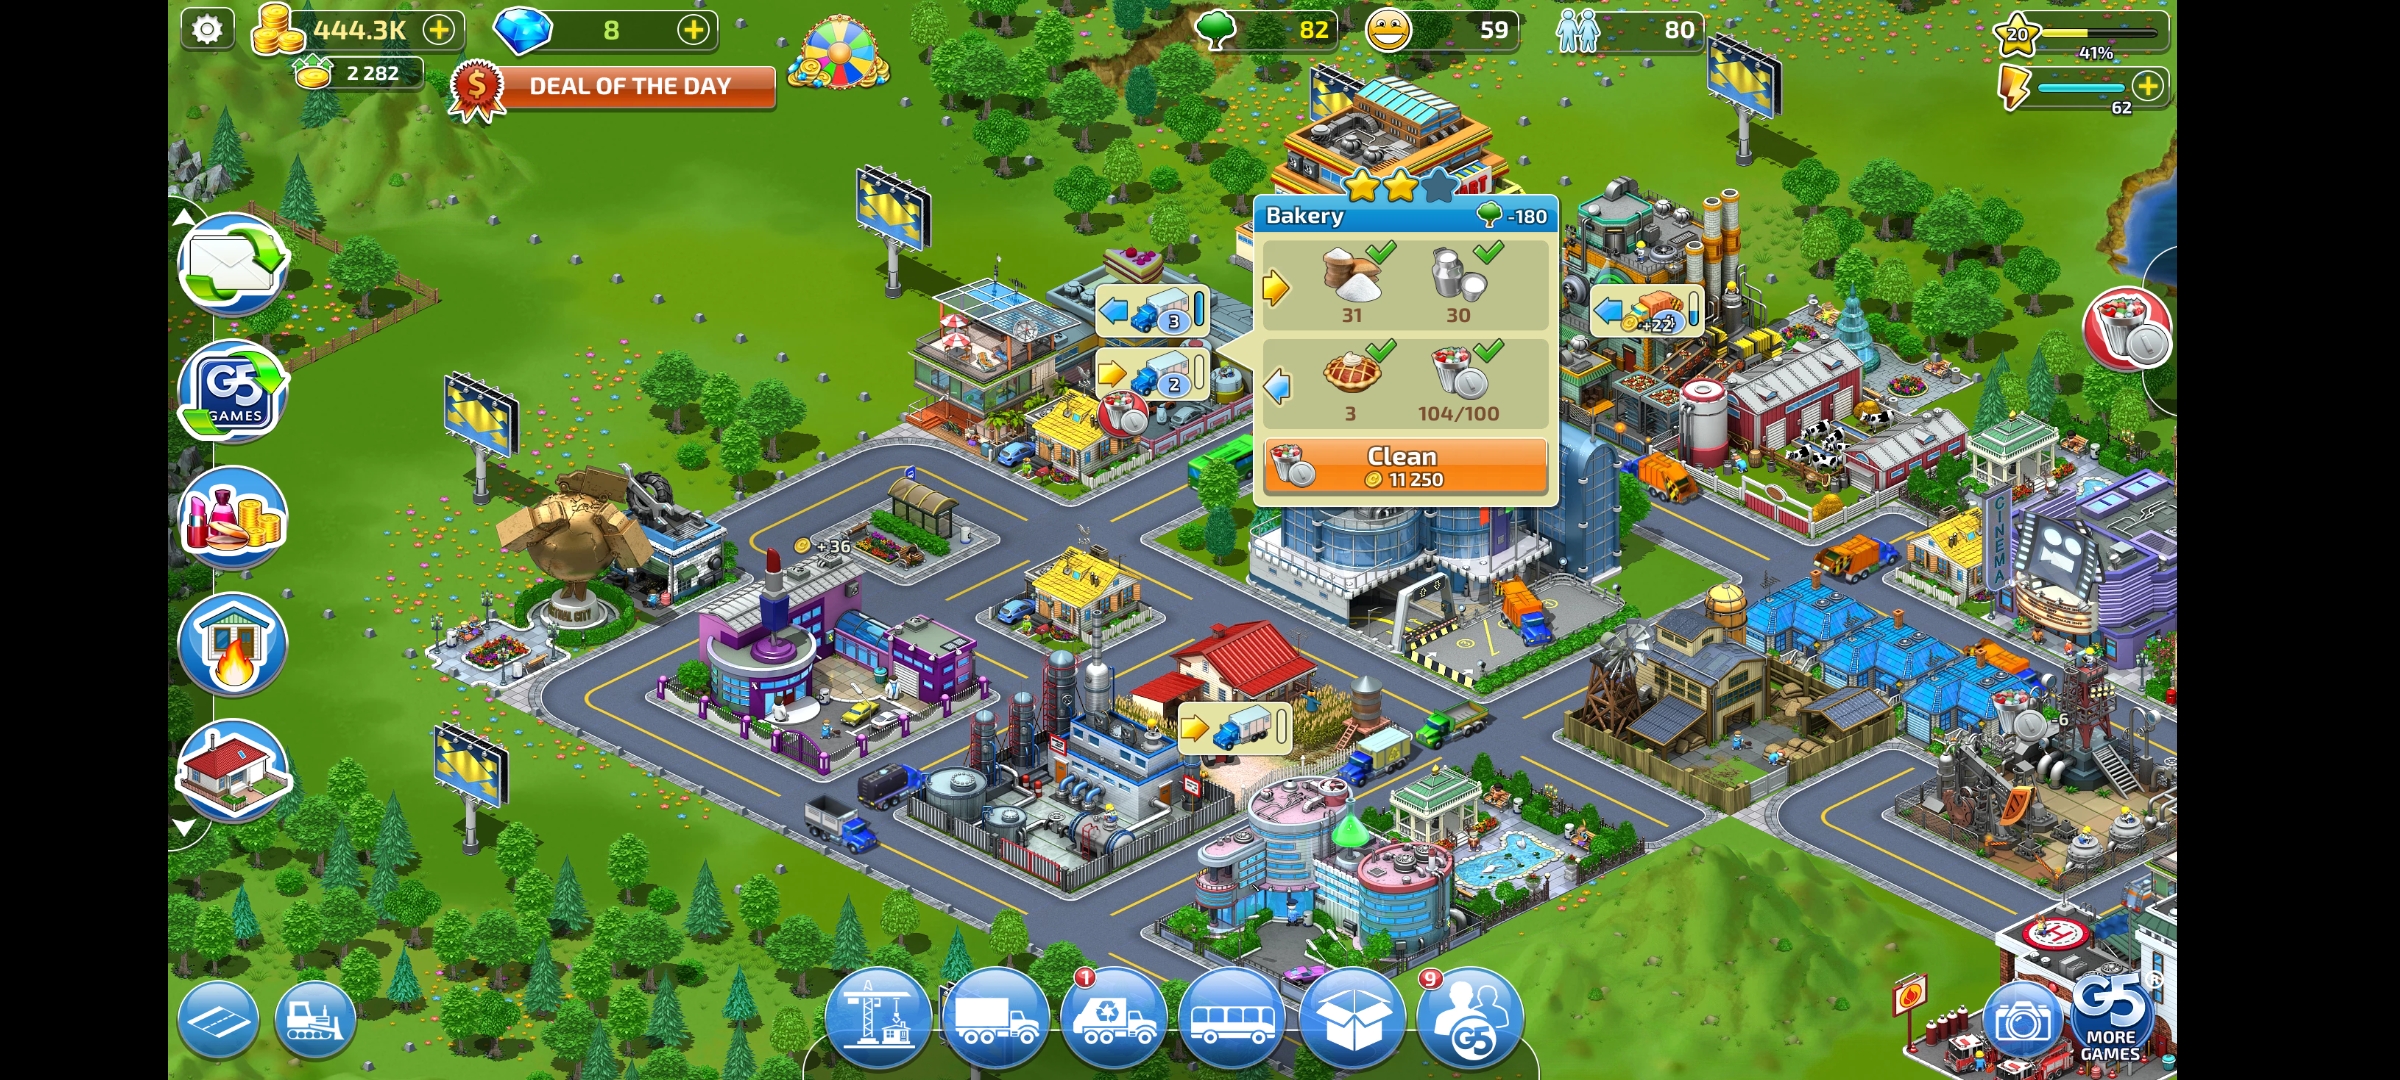 444.3K
8
82
59
80
20
41%
2 282
DEAL OF THE DAY
62
ART
Bakery
-180
31
30
3
104/100
Clean
11 250
3
2
+22
G5
GAMES
+36
CINEMA
-6
1
9
G5
A
H
G5
MORE
GAMES